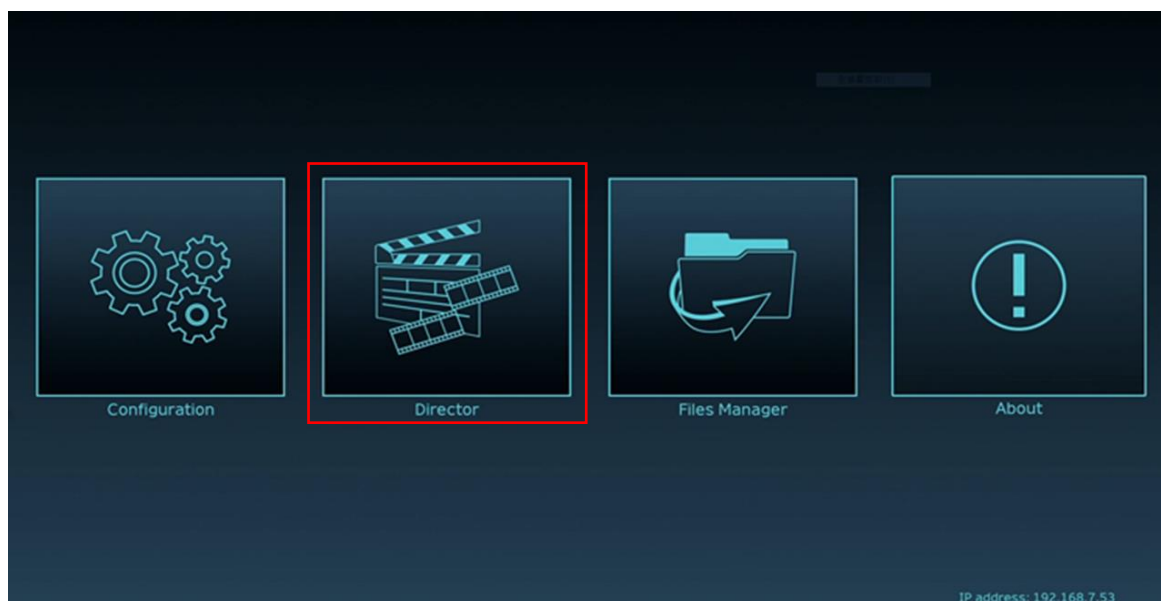 Configuration
Director
Files Manager
About
IP address: 192.168.7.53